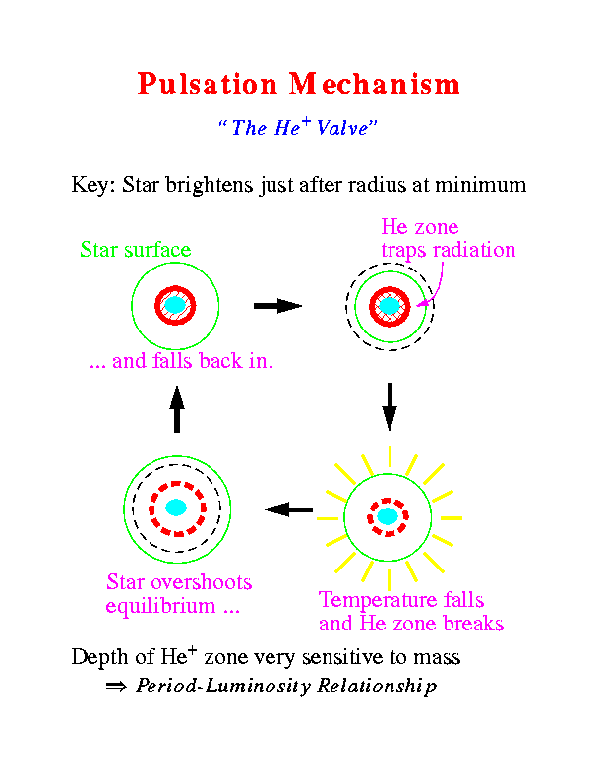 Pulsation Mechanism
“The He+ Valve”
Key: Star brightens just after radius at minimum
He zone
traps radiation
Star surface
... and falls back in.
Star overshoots
equilibrium ...
Temperature falls
and He zone breaks
Depth of He+ zone very sensitive to mass
⇒ Period-Luminosity Relationship